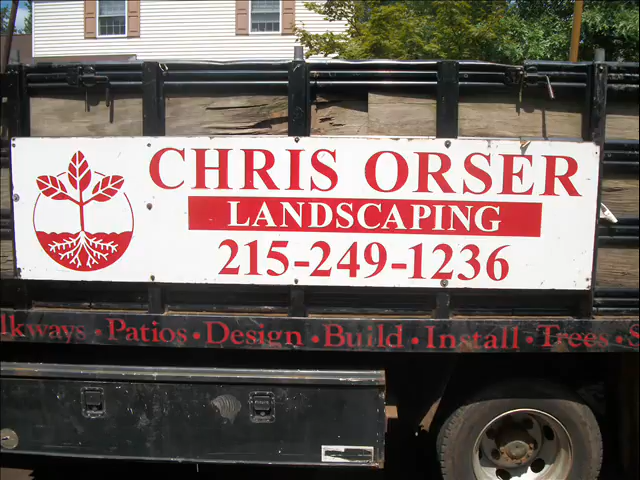 CHRIS ORSER
LANDSCAPING
215-249-1236
lkways • Patios • Design • Build • Install • Trees • S